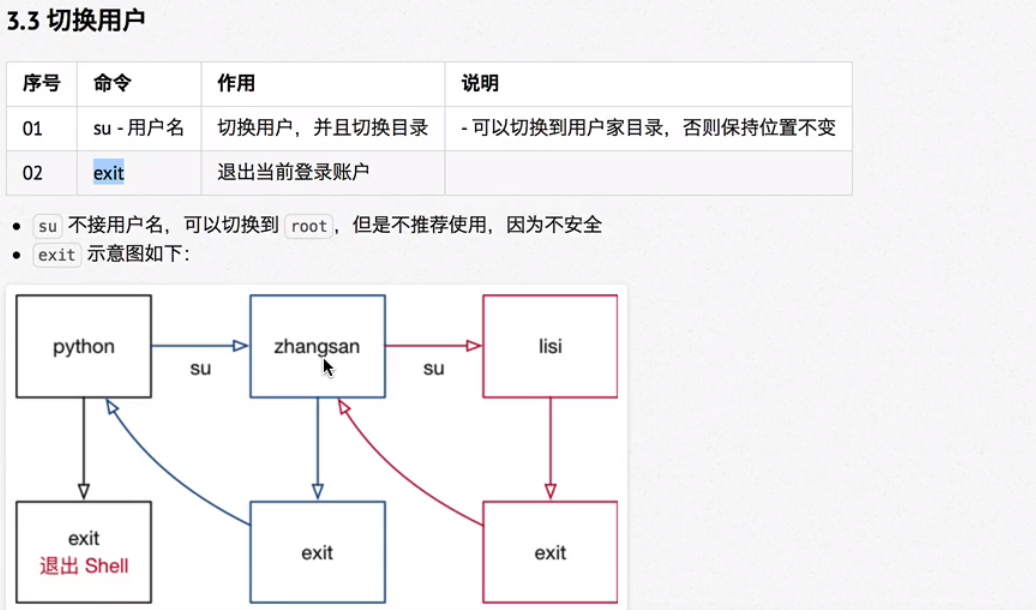 3.3 切换用户
序号 命令 作用 说明
01 su - 用户名 切换用户，并且切换目录 - 可以切换到用户家目录，否则保持位置不变
02 exit 退出当前登录账户
su 不接用户名，可以切换到 root，但是不推荐使用，因为不安全
exit 示意图如下：
python zhangsan lisi
su su
exit
退出 Shell
exit exit